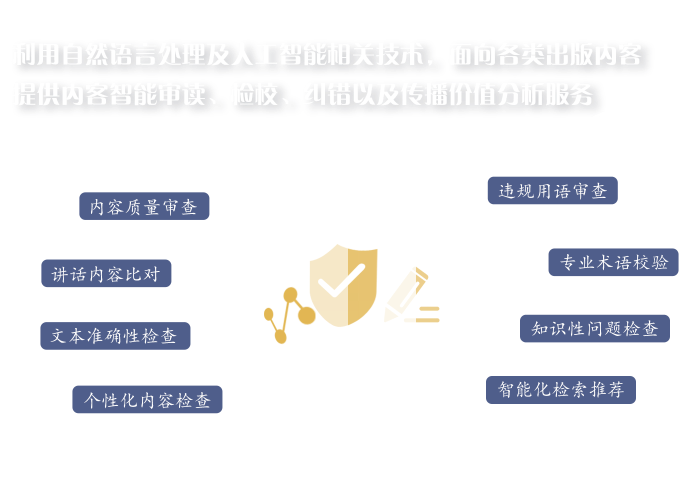 利用自然语言处理及人工智能相关技术，面向各类出版内容
提供内容智能审读、验校、纠错以及传播价值分析服务
内容质量审查
违规用语审查
讲话内容比对
专业术语校验
文本准确性检查
知识性问题检查
个性化内容检查
智能化检索推荐